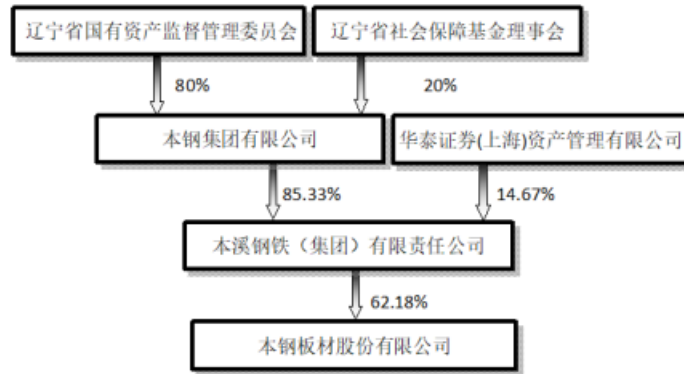 辽宁省国有资产监督管理委员会
辽宁省社会保障基金理事会
80%
20%
本钢集团有限公司
华泰证券(上海)资产管理有限公司
85.33%
14.67%
本溪钢铁（集团）有限责任公司
62.18%
本钢板材股份有限公司